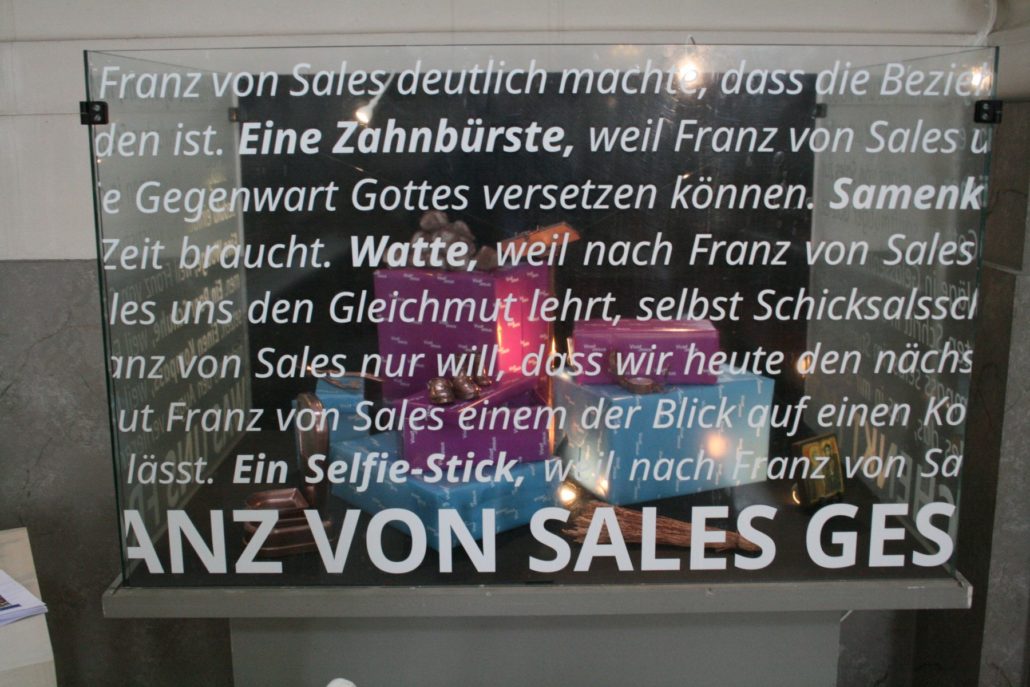 Franz von Sales deutlich machte, dass die Bezieh
den ist. Eine Zahnbürste, weil Franz von Sales u
e Gegenwart Gottes versetzen können. Samenk
Zeit braucht. Watte, weil nach Franz von Sales
les uns den Gleichmut lehrt, selbst Schicksalsscl
anz von Sales nur will, dass wir heute den nächs
ut Franz von Sales einem der Blick auf einen Ko
lässt. Ein Selfie-Stick, weil nach Franz von Sa
ANZ VON SALES GES